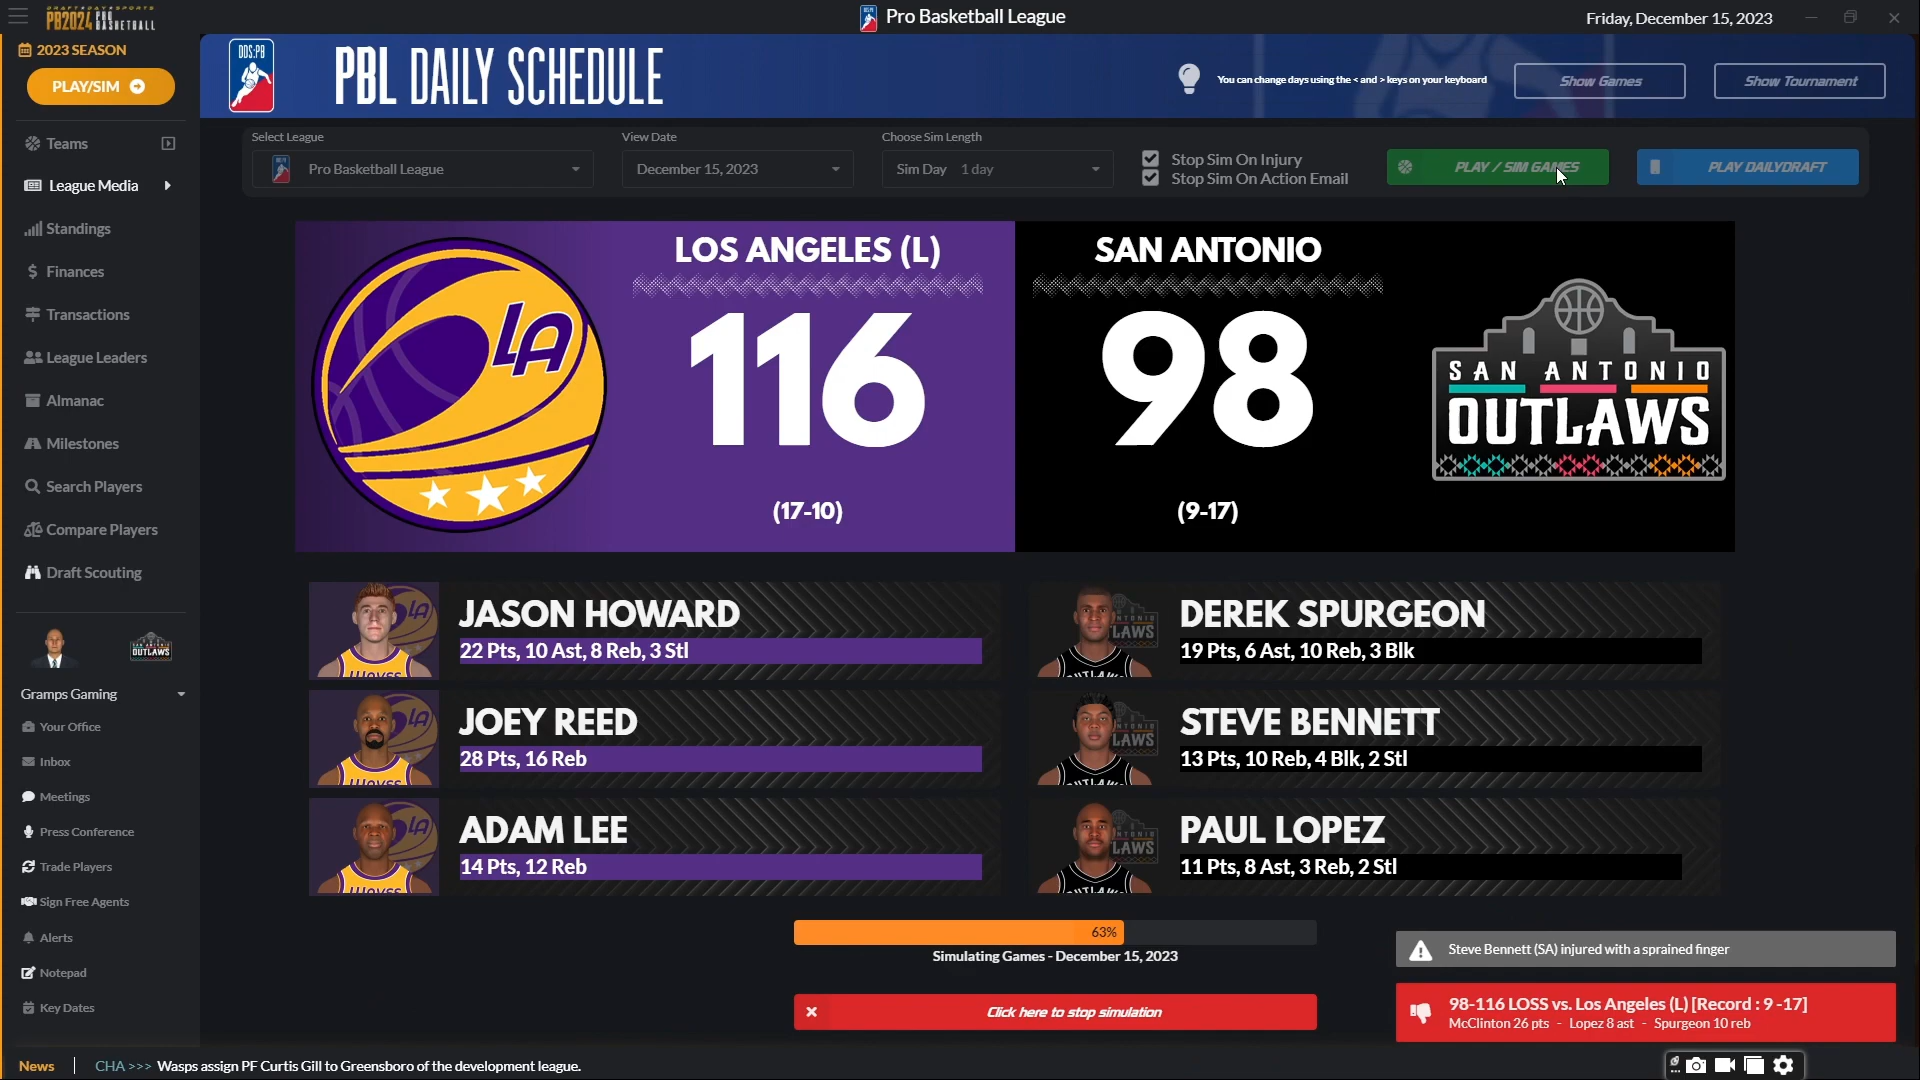 DRAFT DAY SPORTS
PB2024 PRO BASKETBALL
Pro Basketball League
Friday, December 15, 2023
2023 SEASON
PLAY/SIM
DDS:PB
PBL DAILY SCHEDULE
You can change days using the < and > keys on your keyboard
Show Games
Show Tournament
Teams
League Media
Standings
Finances
Transactions
League Leaders
Almanac
Milestones
Search Players
Compare Players
Draft Scouting
Select League
View Date
Choose Sim Length
Pro Basketball League
December 15, 2023
Sim Day 1 day
Stop Sim On Injury
Stop Sim On Action Email
PLAY / SIM GAMES
PLAY DAILYDRAFT
LA
LOS ANGELES (L)
116
(17-10)
SAN ANTONIO
98
(9-17)
SAN ANTONIO
OUTLAWS
JASON HOWARD
22 Pts, 10 Ast, 8 Reb, 3 Stl
JOEY REED
28 Pts, 16 Reb
ADAM LEE
14 Pts, 12 Reb
DEREK SPURGEON
19 Pts, 6 Ast, 10 Reb, 3 Blk
STEVE BENNETT
13 Pts, 10 Reb, 4 Blk, 2 Stl
PAUL LOPEZ
11 Pts, 8 Ast, 3 Reb, 2 Stl
OUTLAWS
Gramps Gaming
Your Office
Inbox
Meetings
Press Conference
Trade Players
Sign Free Agents
Alerts
Notepad
Key Dates
63%
Simulating Games - December 15, 2023
Click here to stop simulation
Steve Bennett (SA) injured with a sprained finger
98-116 LOSS vs. Los Angeles (L) [Record : 9 -17]
McClinton 26 pts - Lopez 8 ast - Spurgeon 10 reb
News
CHA >>> Wasps assign PF Curtis Gill to Greensboro of the development league.